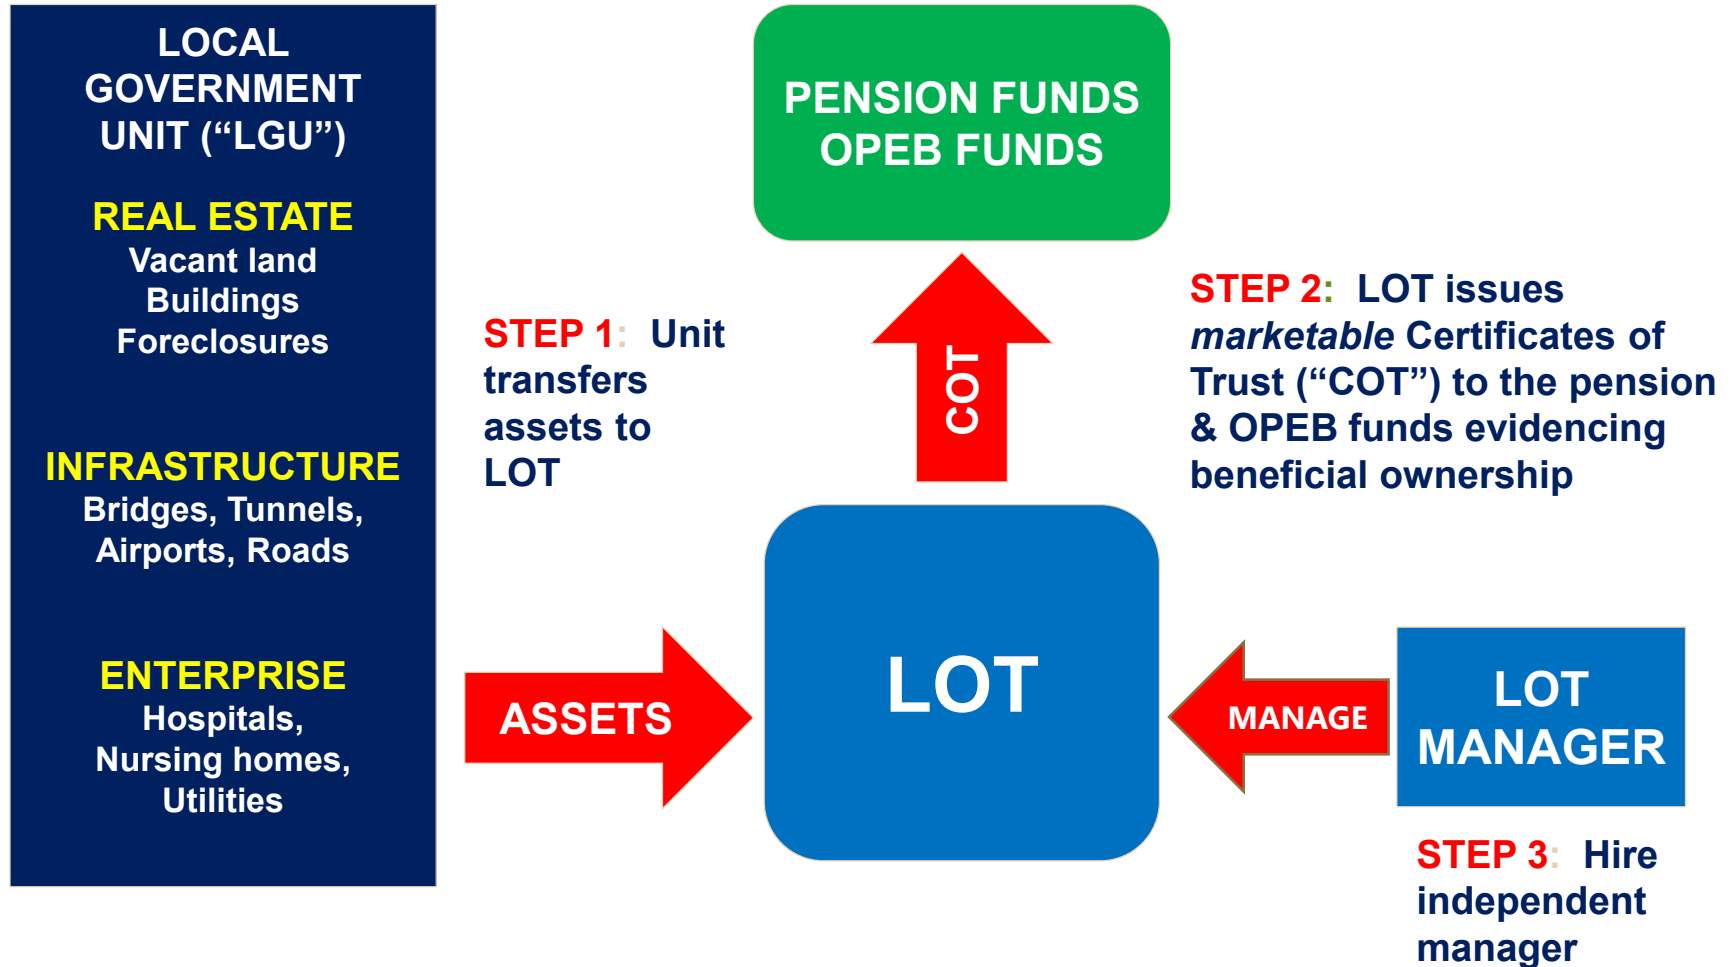 LOCAL
GOVERNMENT
UNIT (“LGU”)
REAL ESTATE
Vacant land
Buildings
Foreclosures
INFRASTRUCTURE
Bridges, Tunnels,
Airports, Roads
ENTERPRISE
Hospitals,
Nursing homes,
Utilities
STEP 1: Unit
transfers
assets to
LOT
ASSETS
PENSION FUNDS
OPEB FUNDS
COT
LOT
STEP 2: LOT issues
marketable Certificates of
Trust (“COT”) to the pension
& OPEB funds evidencing
beneficial ownership
MANAGE
LOT
MANAGER
STEP 3: Hire
independent
manager